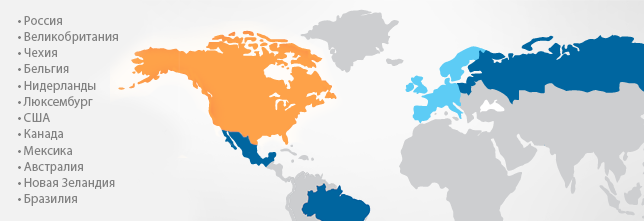 • Россия
• Великобритания
• Чехия
• Бельгия
• Нидерланды
• Люксембург
• США
• Канада
• Мексика
• Австралия
• Новая Зеландия
• Бразилия